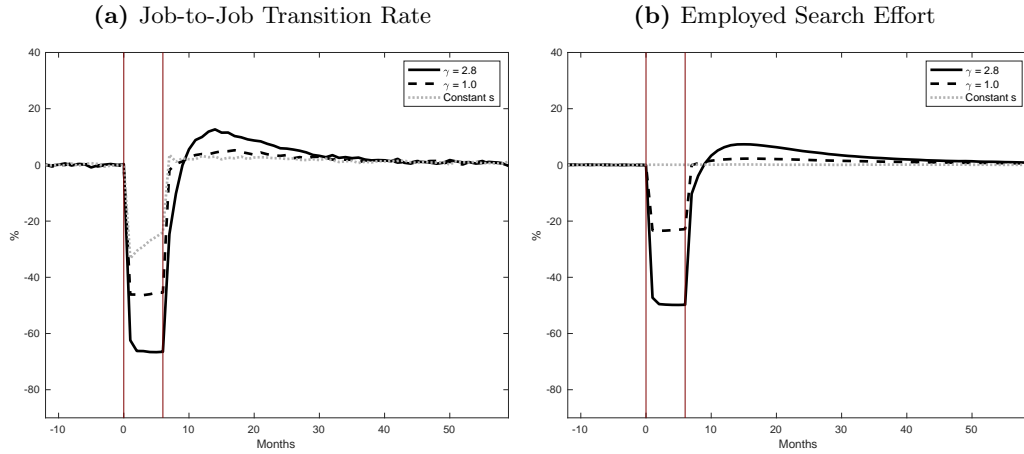 (a) Job-to-Job Transition Rate
40
20
0
-20
-40
-60
-80
%
-10 0 10 20 30 40 50
Months
γ = 2.8
γ = 1.0
Constant s
(b) Employed Search Effort
40
20
0
-20
-40
-60
-80
%
-10 0 10 20 30 40 50
Months
γ = 2.8
γ = 1.0
Constant s